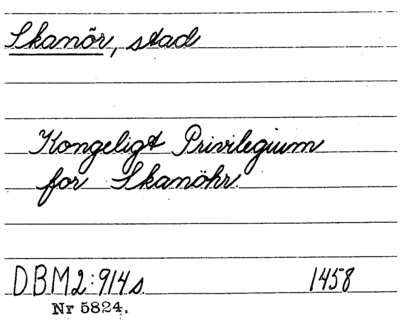 Skanör, stad
Kongeligt Privilegium
for Skanöhr.
DBM2:914s. 1458
Nr 5824.